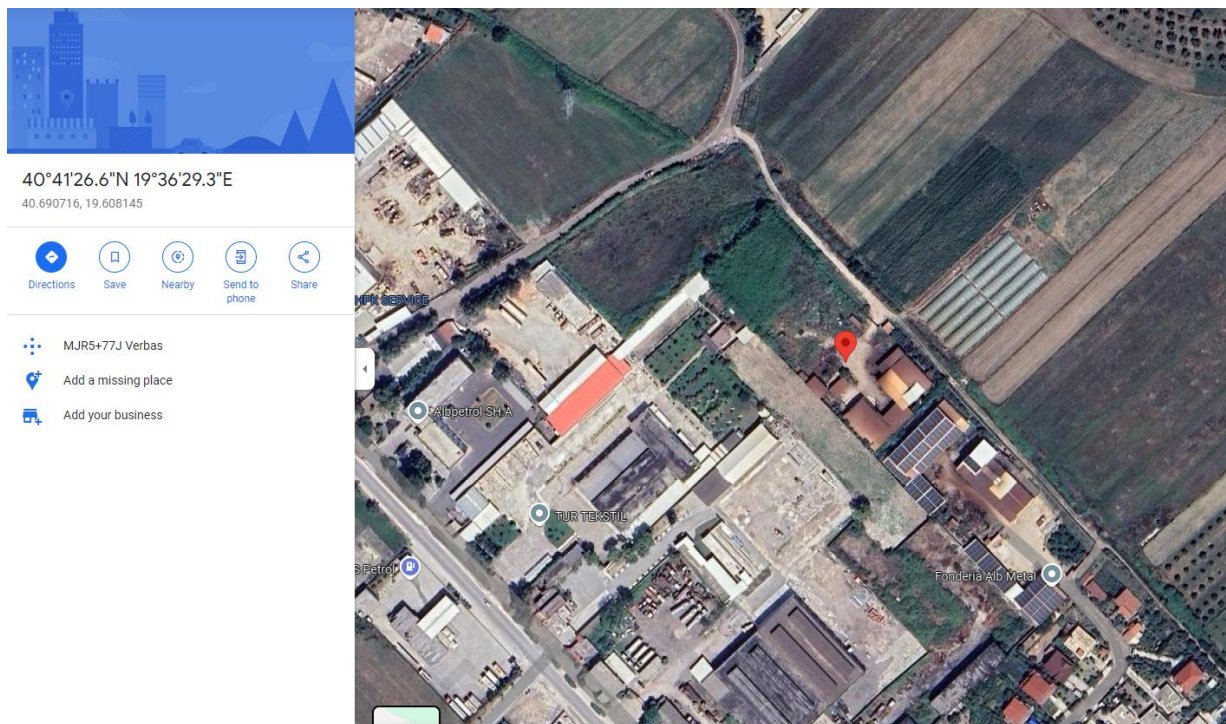 40°41'26.6"N 19°36'29.3"E
40.690716, 19.608145
Directions
Save
Nearby
Send to
phone
Share
MJR5+77J Verbas
Add a missing place
Add your business
HPK SERVICE
Albpetrol SH.A
TUR TEKSTIL
S Petrol
Fonderia Alb Metal